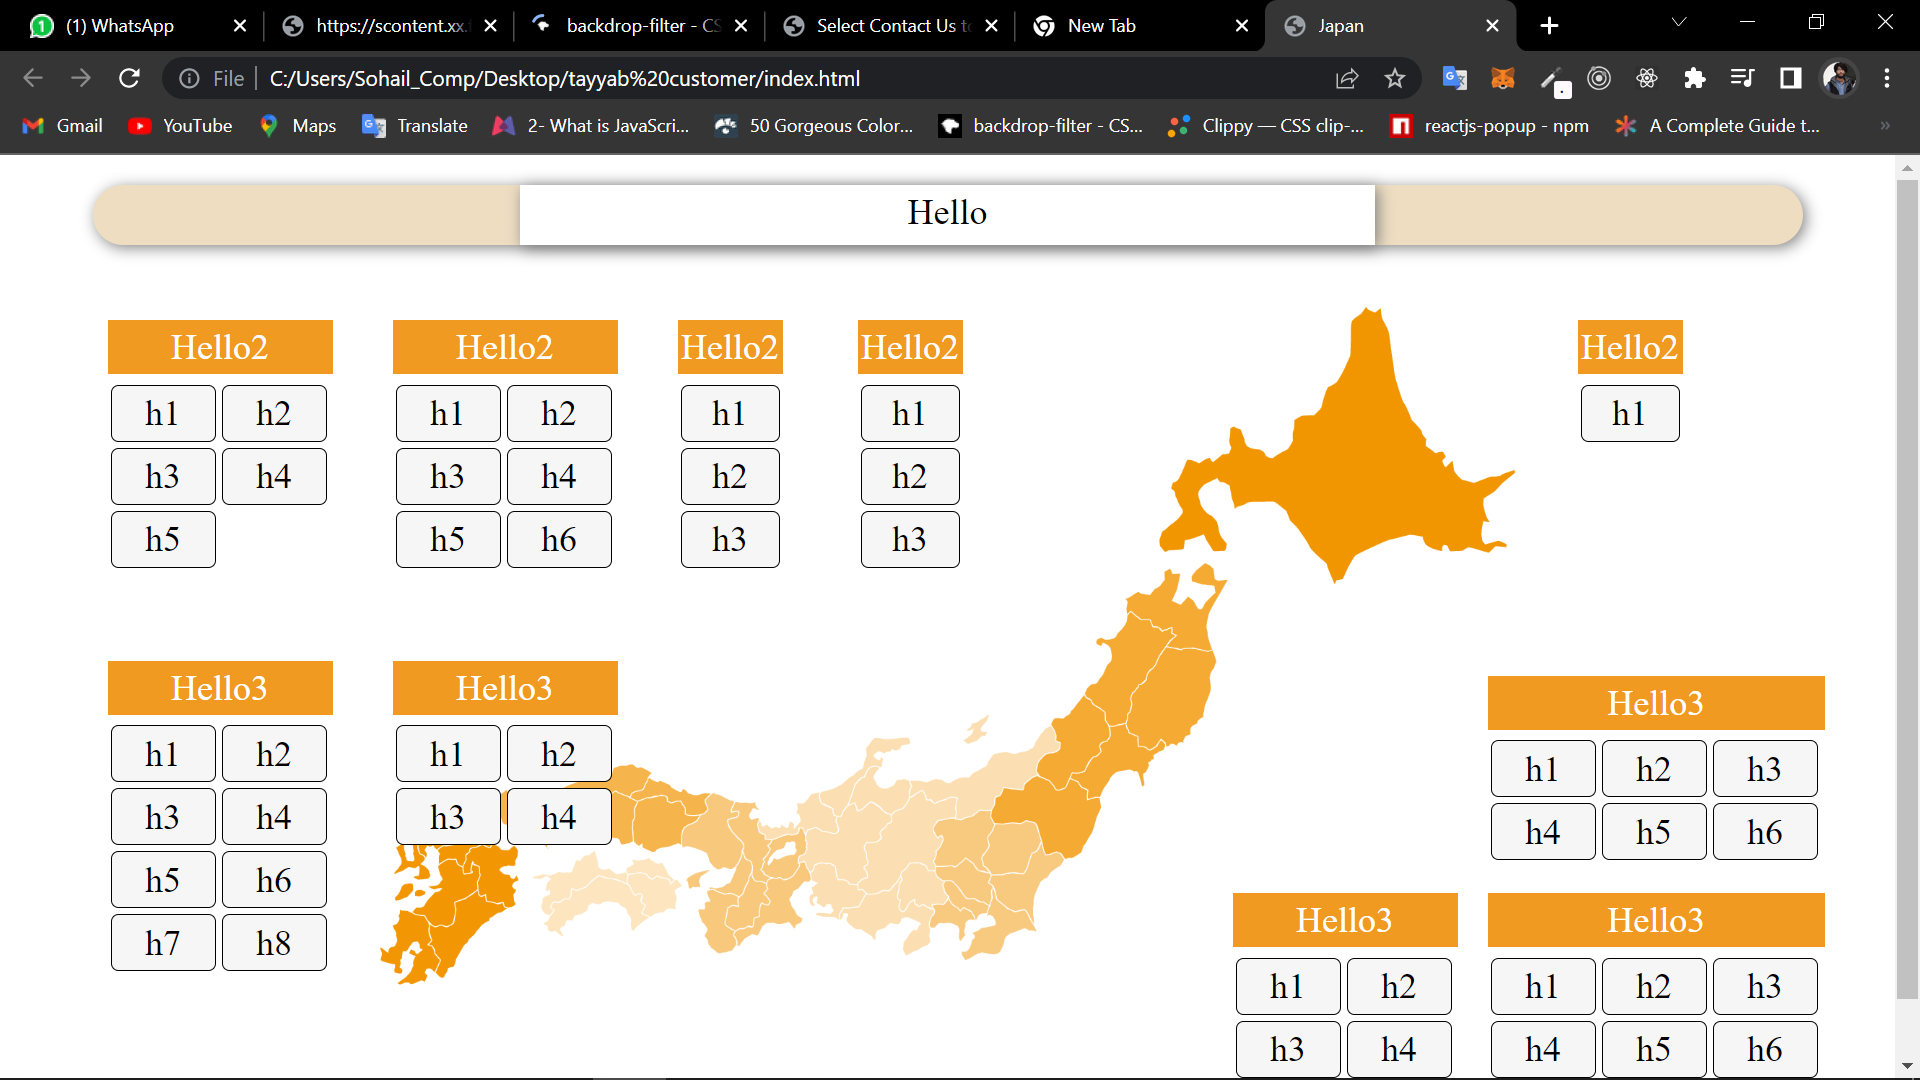 (1) WhatsApp
https://scontent.xx.f
backdrop-filter - CS
Select Contact Us to
New Tab
Japan
File
C:/Users/Sohail_Comp/Desktop/tayyab%20customer/index.html
Gmail
YouTube
Maps
Translate
2- What is JavaScri...
50 Gorgeous Color...
backdrop-filter - CS...
Clippy — CSS clip-...
reactjs-popup - npm
A Complete Guide t...
»
Hello
Hello2 Hello2 Hello2 Hello2 Hello2
h1 h2 h1 h2 h1 h1 h1
h3 h4 h3 h4 h2 h2
h5 h5 h6 h3 h3
Hello3 Hello3
h1 h2 h1 h2
h3 h4 h3 h4
h5 h6
h7 h8
Hello3
h1 h2 h3
h4 h5 h6
Hello3 Hello3
h1 h2 h1 h2 h3
h3 h4 h4 h5 h6